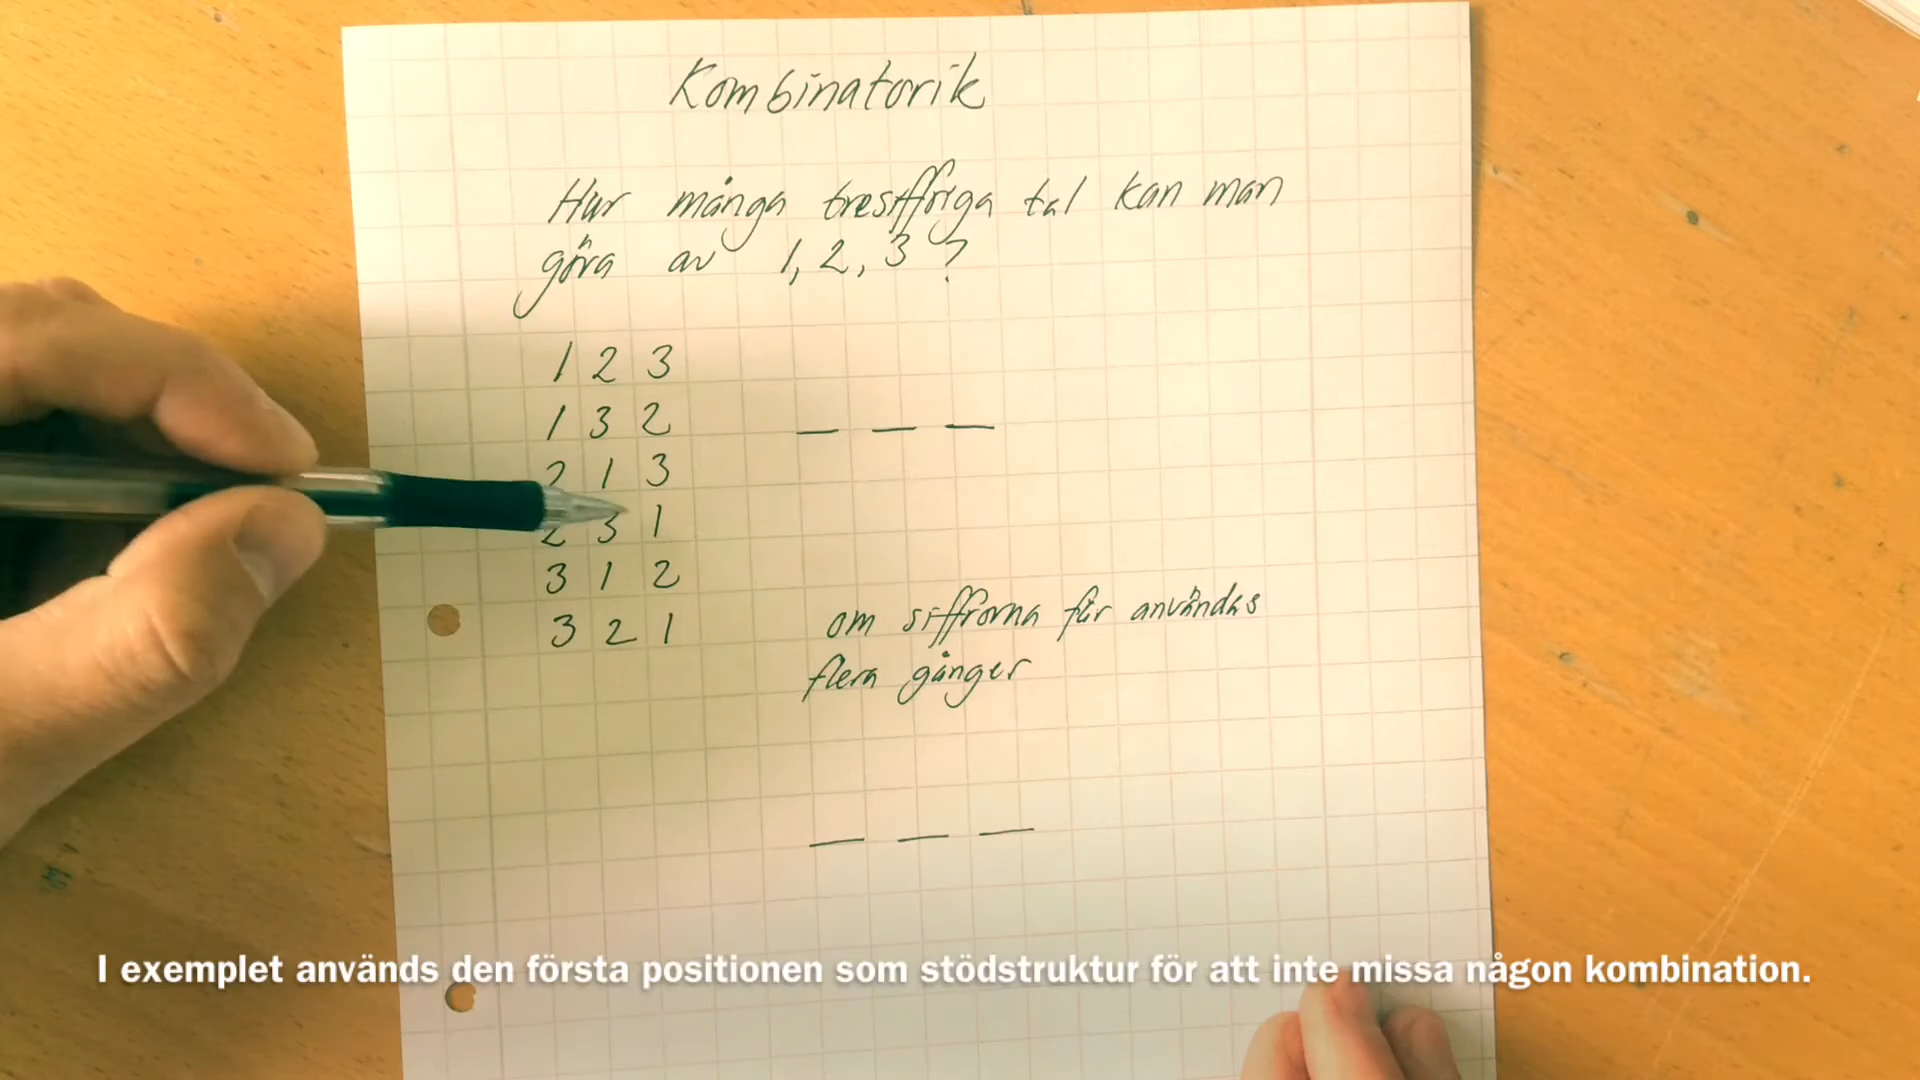 Kombinatorik
Hur många tresiffriga tal kan man
göra av 1, 2, 3 ?
1 2 3
1 3 2
2 1 3
2 3 1
3 1 2
3 2 1
_ _ _
om siffrorna får användas
flera gånger
_ _ _
I exemplet används den första positionen som stödstruktur för att inte missa någon kombination.